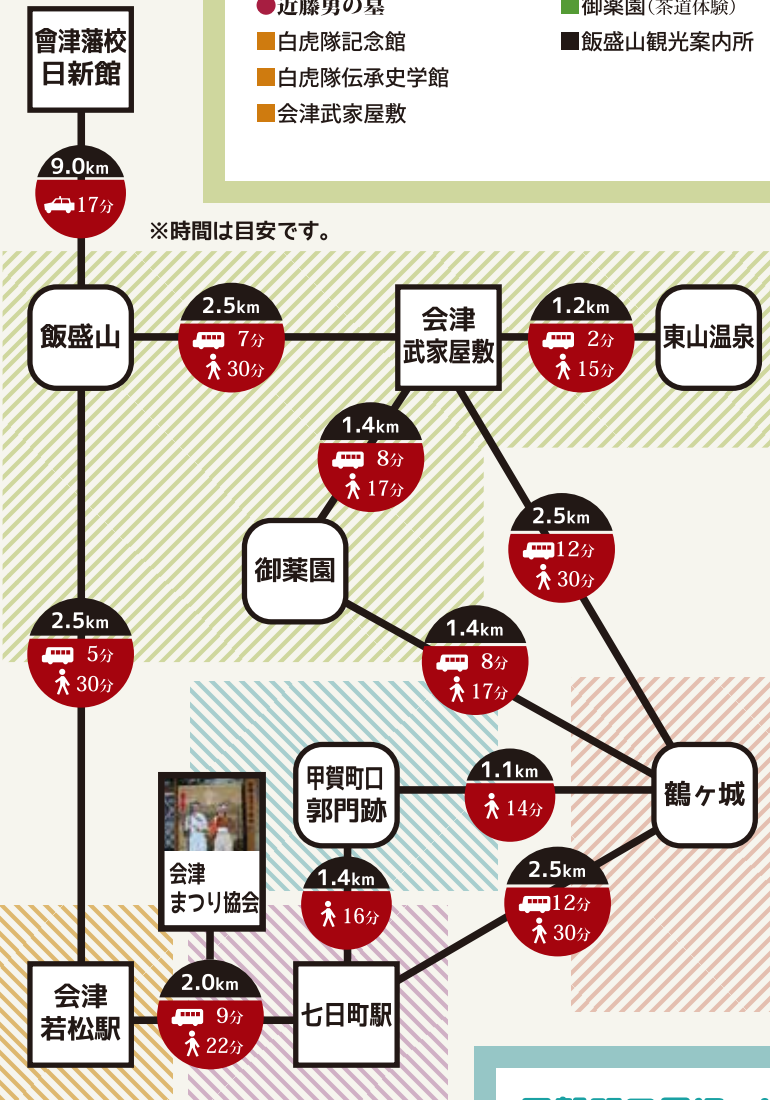 近藤勇の墓
御薬園（茶道体験）
白虎隊記念館
飯盛山観光案内所
白虎隊伝承史学館
会津武家屋敷
會津藩校
日新館
9.0km
17分
※時間は目安です。
飯盛山
2.5km
7分
30分
会津
武家屋敷
1.2km
2分
15分
東山温泉
1.4km
8分
17分
2.5km
12分
30分
御薬園
2.5km
5分
30分
1.4km
8分
17分
甲賀町口
郭門跡
1.1km
14分
鶴ヶ城
会津
まつり協会
1.4km
16分
2.5km
12分
30分
会津
若松駅
2.0km
9分
22分
七日町駅